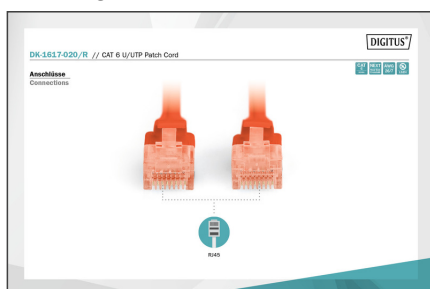 DIGITUS®
DK-1617-020/R // CAT 6 U/UTP Patch Cord
Anschlüsse
Connections
RJ45